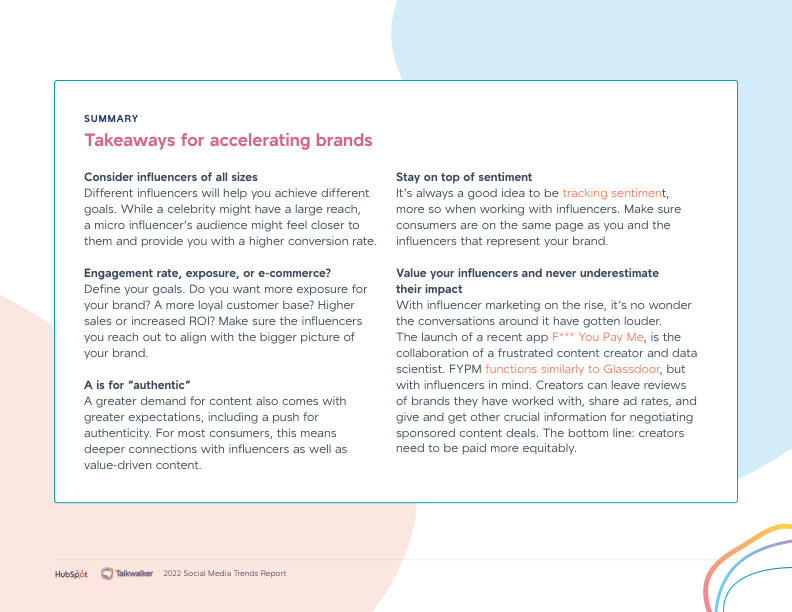 SUMMARY
Takeaways for accelerating brands
Consider influencers of all sizes
Different influencers will help you achieve different
goals. While a celebrity might have a large reach,
a micro influencer's audience might feel closer to
them and provide you with a higher conversion rate.
Engagement rate, exposure, or e-commerce?
Define your goals. Do you want more exposure for
your brand? A more loyal customer base? Higher
sales or increased ROI? Make sure the influencers
you reach out to align with the bigger picture of
your brand.
A is for “authentic”
A greater demand for content also comes with
greater expectations, including a push for
authenticity. For most consumers, this means
deeper connections with influencers as well as
value-driven content.
Stay on top of sentiment
It's always a good idea to be tracking sentiment,
more so when working with influencers. Make sure
consumers are on the same page as you and the
influencers that represent your brand.
Value your influencers and never underestimate
their impact
With influencer marketing on the rise, it's no wonder
the conversations around it have gotten louder.
The launch of a recent app F*** You Pay Me, is the
collaboration of a frustrated content creator and data
scientist. FYPM functions similarly to Glassdoor, but
with influencers in mind. Creators can leave reviews
of brands they have worked with, share ad rates, and
give and get other crucial information for negotiating
sponsored content deals. The bottom line: creators
need to be paid more equitably.
HubSpot Talkwalker 2022 Social Media Trends Report